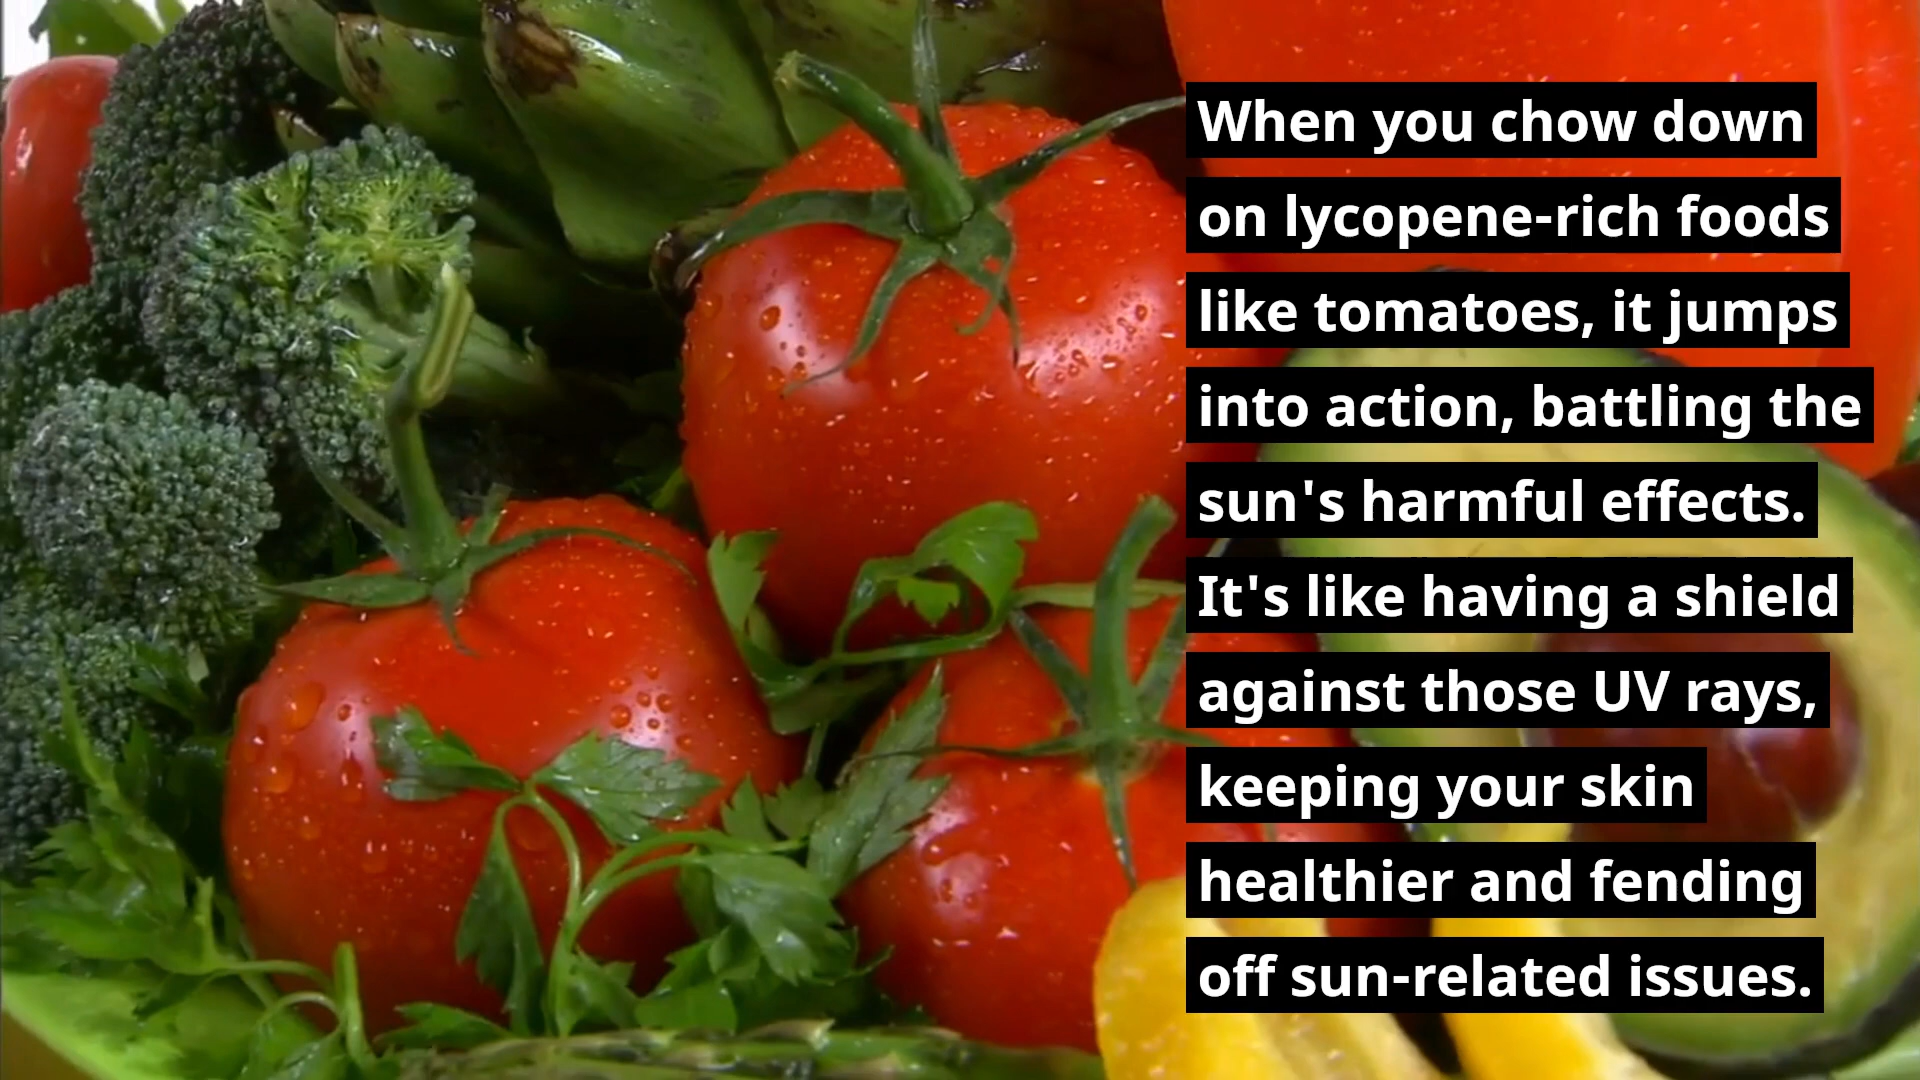 When you chow down
on lycopene-rich foods
like tomatoes, it jumps
into action, battling the
sun's harmful effects.
It's like having a shield
against those UV rays,
keeping your skin
healthier and fending
off sun-related issues.